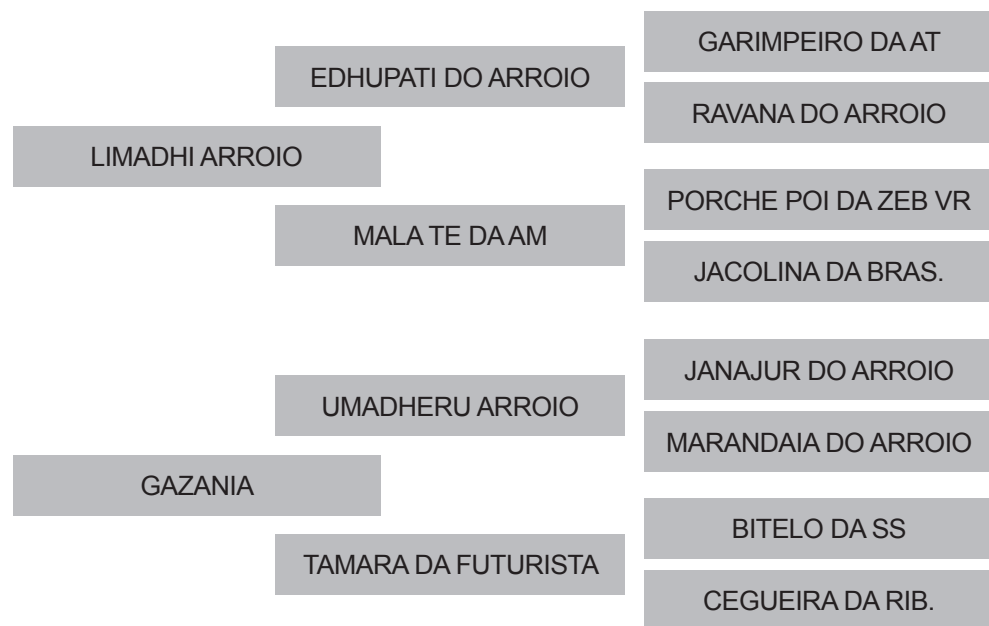 GARIMPEIRO DA AT
EDHUPATI DO ARROIO
RAVANA DO ARROIO
LIMADHI ARROIO
PORCHE POI DA ZEB VR
MALA TE DA AM
JACOLINA DA BRAS.
JANAJUR DO ARROIO
UMADHERU ARROIO
MARANDAIA DO ARROIO
GAZANIA
BITELO DA SS
TAMARA DA FUTURISTA
CEGUEIRA DA RIB.